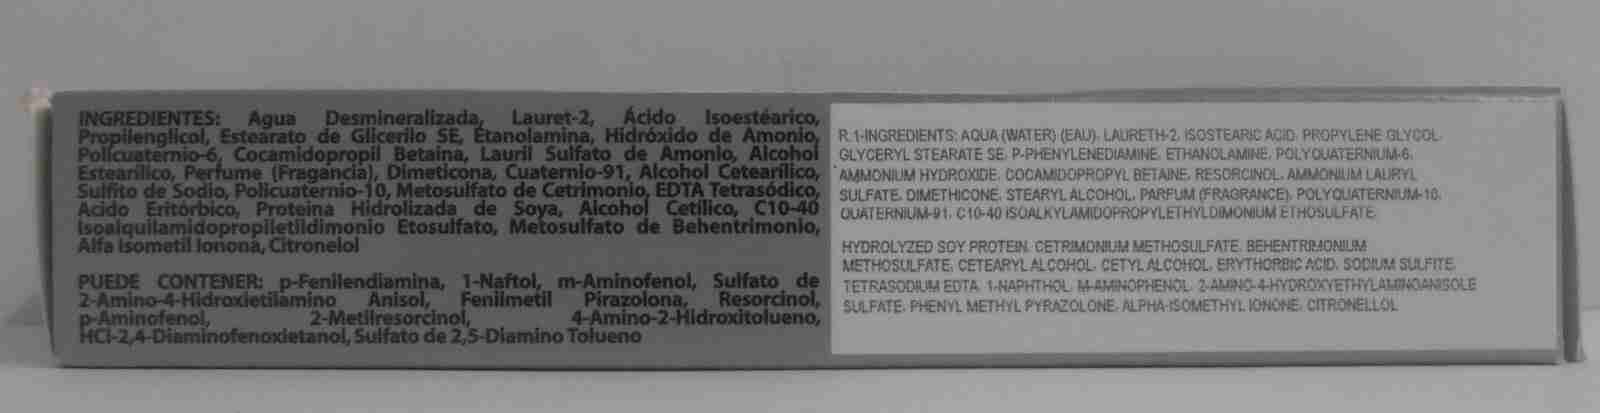 INGREDIENTES: Agua Desmineralizada, Lauret-2, Ácido Isoestéarico,
Propilenglicol, Estearato de Glicerilo SE, Etanolamina, Hidróxido de Amonio,
Policuaternio-6, Cocamidopropil Betaina, Lauril Sulfato de Amonio, Alcohol
Estearílico, Perfume (Fragancia), Dimeticona, Cuaternio-91, Alcohol Cetearílico,
Sulfito de Sodio, Policuaternio-10, Metosulfato de Cetrimonio, EDTA Tetrasódico,
Acido Eritórbico, Proteina Hidrolizada de Soya, Alcohol Cetílico, C10-40
Isoalquilamidopropiletildimonio Etosulfato, Metosulfato de Behentrimonio,
Alfa Isometil Ionona, Citronelol
PUEDE CONTENER: p-Fenilendiamina, 1-Naftol, m-Aminofenol, Sulfato de
2-Amino-4-Hidroxietilamino Anisol, Fenilmetil Pirazolona, Resorcinol,
p-Aminofenol, 2-Metilresorcinol, 4-Amino-2-Hidroxitolueno,
HCl-2,4-Diaminofenoxietanol, Sulfato de 2,5-Diamino Tolueno
R.1-INGREDIENTS: AQUA (WATER) (EAU), LAURETH-2, ISOSTEARIC ACID, PROPYLENE GLYCOL,
GLYCERYL STEARATE SE, P-PHENYLENEDIAMINE, ETHANOLAMINE, POLYQUATERNIUM-6,
AMMONIUM HYDROXIDE, COCAMIDOPROPYL BETAINE, RESORCINOL, AMMONIUM LAURYL
SULFATE, DIMETHICONE, STEARYL ALCOHOL, PARFUM (FRAGRANCE), POLYQUATERNIUM-10,
QUATERNIUM-91, C10-40 ISOALKYLAMIDOPROPYLETHYLDIMONIUM ETHOSULFATE,
HYDROLYZED SOY PROTEIN, CETRIMONIUM METHOSULFATE, BEHENTRIMONIUM
METHOSULFATE, CETEARYL ALCOHOL, CETYL ALCOHOL, ERYTHORBIC ACID, SODIUM SULFITE,
TETRASODIUM EDTA, 1-NAPHTHOL, M-AMINOPHENOL, 2-AMINO-4-HYDROXYETHYLAMINOANISOLE
SULFATE, PHENYL METHYL PYRAZOLONE, ALPHA-ISOMETHYL IONONE, CITRONELLOL